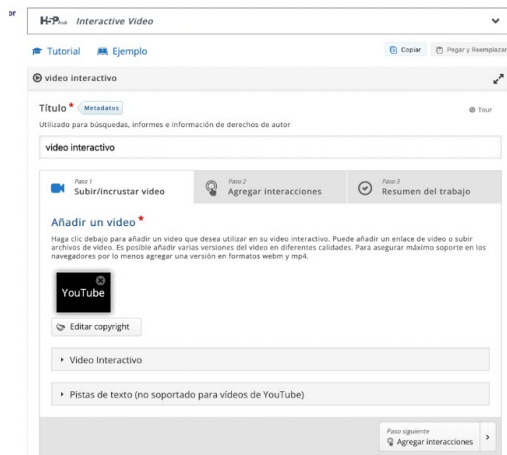 or
H-P hub Interactive Video
Tutorial Ejemplo Copiar Pegar y Reemplazar
video interactivo
Título * Metadatos Tour
Utilizado para búsquedas, informes e información de derechos de autor
video interactivo
Paso 1
Subir/incrustar video
Paso 2
Agregar interacciones
Paso 3
Resumen del trabajo
Añadir un video *
Haga clic debajo para añadir un video que desea utilizar en su video interactivo. Puede añadir un enlace de video o subir
archivos de video. Es posible añadir varias versiones del video en diferentes calidades. Para asegurar máximo soporte en los
navegadores por lo menos agregar una versión en formatos webm y mp4.
YouTube
Editar copyright
Video Interactivo
Pistas de texto (no soportado para vídeos de YouTube)
Paso siguiente
Agregar interacciones